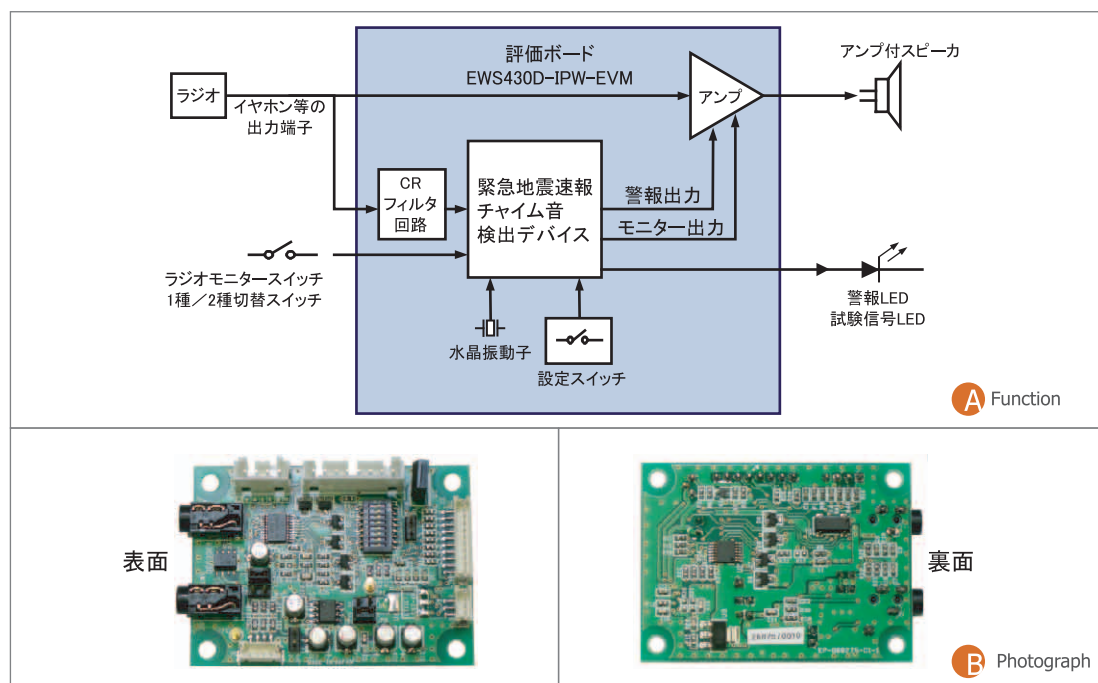 評価ボード
EWS430D-IPW-EVM
アンプ付スピーカ
ラジオ
イヤホン等の
出力端子
アンプ
CR
フィルタ
回路
緊急地震速報
チャイム音
検出デバイス
警報出力
モニター出力
ラジオモニタースイッチ
1種／2種切替スイッチ
水晶振動子
設定スイッチ
警報LED
試験信号LED
A Function
表面
裏面
B Photograph